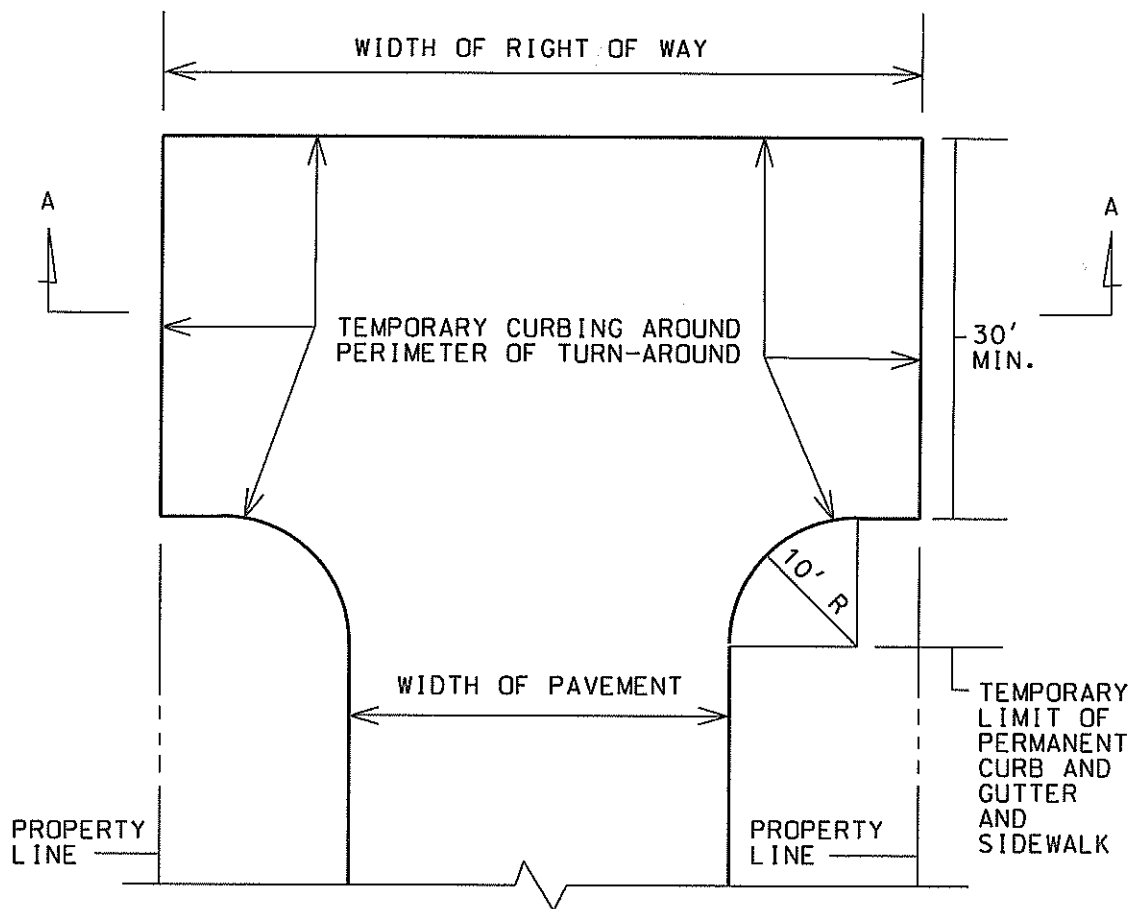 WIDTH OF RIGHT OF WAY
A
A
TEMPORARY CURBING AROUND
PERIMETER OF TURN-AROUND
30'
MIN.
10' R
WIDTH OF PAVEMENT
TEMPORARY
LIMIT OF
PERMANENT
CURB AND
GUTTER
AND
SIDEWALK
PROPERTY
LINE
PROPERTY
LINE